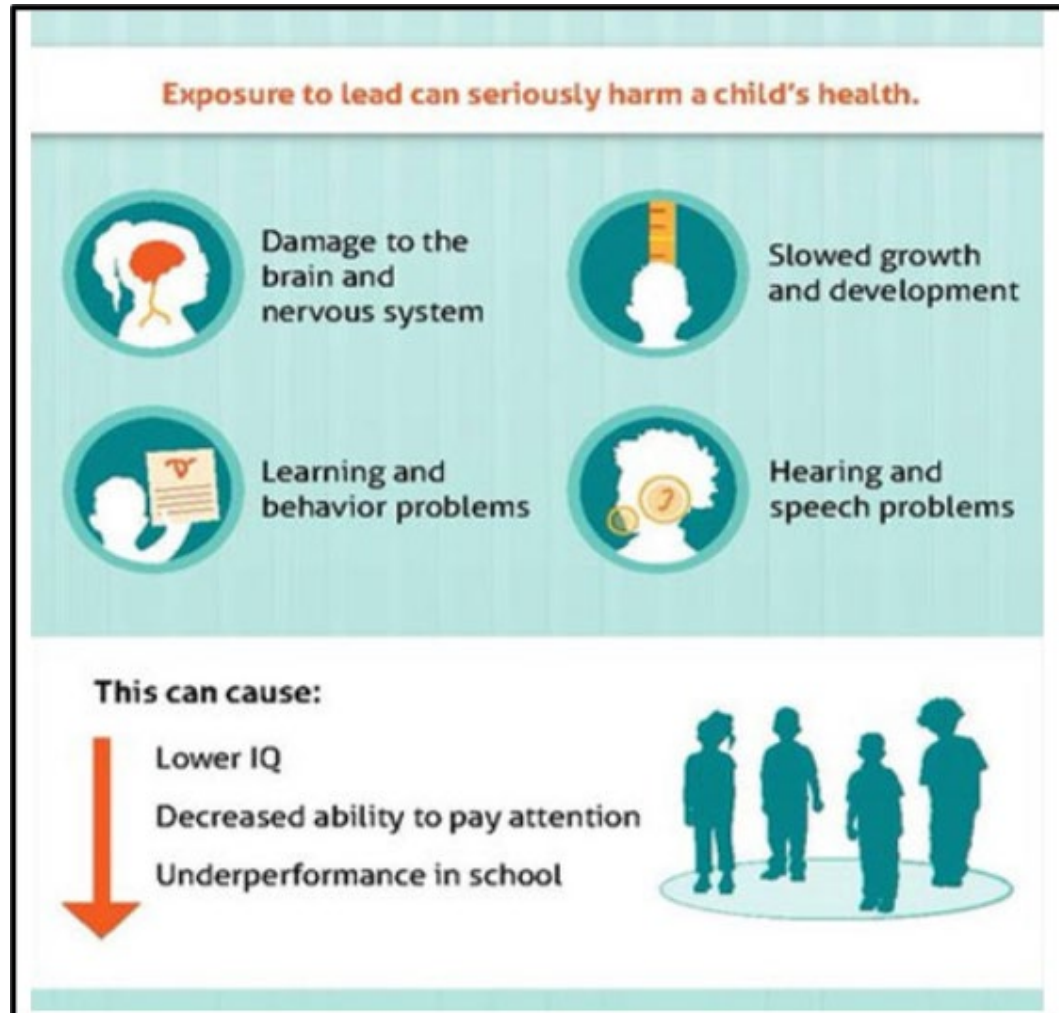 Exposure to lead can seriously harm a child's health.
Damage to the
brain and
nervous system
Slowed growth
and development
Learning and
behavior problems
Hearing and
speech problems
This can cause:
Lower IQ
Decreased ability to pay attention
Underperformance in school